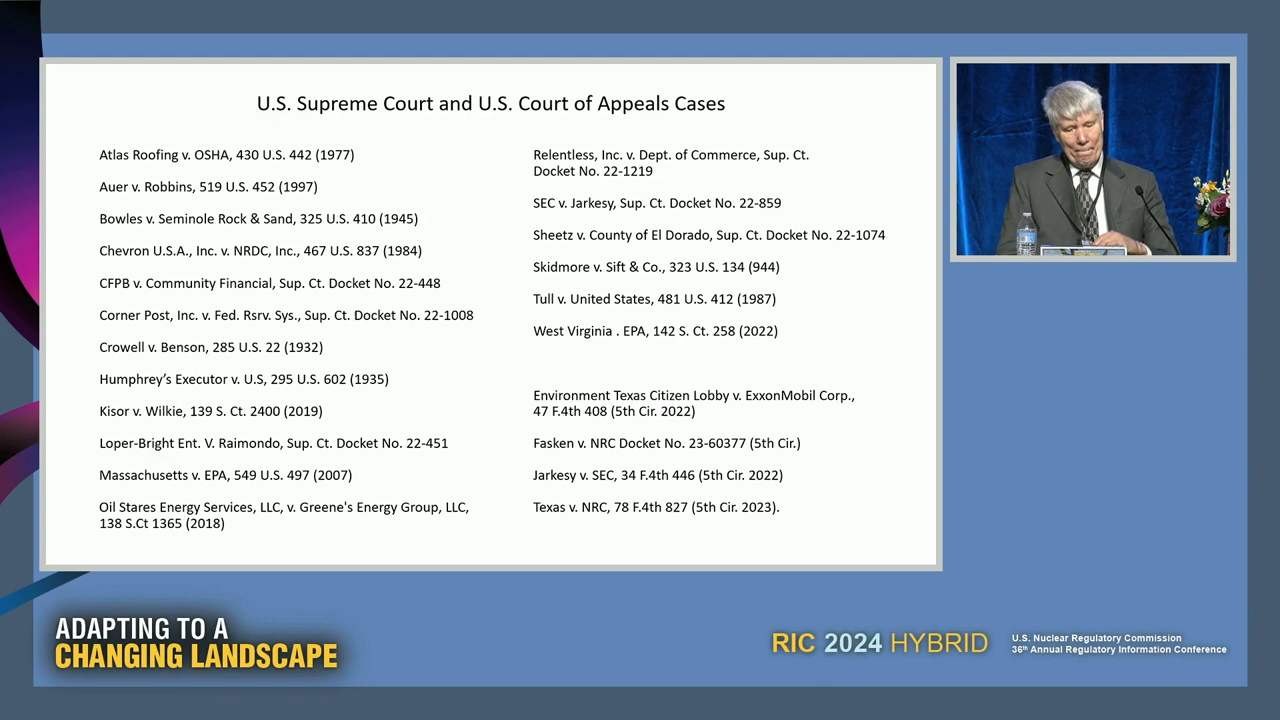 U.S. Supreme Court and U.S. Court of Appeals Cases
Atlas Roofing v. OSHA, 430 U.S. 442 (1977)
Auer v. Robbins, 519 U.S. 452 (1997)
Bowles v. Seminole Rock & Sand, 325 U.S. 410 (1945)
Chevron U.S.A., Inc. v. NRDC, Inc., 467 U.S. 837 (1984)
CFPB v. Community Financial, Sup. Ct. Docket No. 22-448
Corner Post, Inc. v. Fed. Rsrv. Sys., Sup. Ct. Docket No. 22-1008
Crowell v. Benson, 285 U.S. 22 (1932)
Humphrey's Executor v. U.S, 295 U.S. 602 (1935)
Kisor v. Wilkie, 139 S. Ct. 2400 (2019)
Loper-Bright Ent. V. Raimondo, Sup. Ct. Docket No. 22-451
Massachusetts v. EPA, 549 U.S. 497 (2007)
Oil Stares Energy Services, LLC, v. Greene's Energy Group, LLC,
138 S.Ct 1365 (2018)
Relentless, Inc. v. Dept. of Commerce, Sup. Ct.
Docket No. 22-1219
SEC v. Jarkesy, Sup. Ct. Docket No. 22-859
Sheetz v. County of El Dorado, Sup. Ct. Docket No. 22-1074
Skidmore v. Sift & Co., 323 U.S. 134 (944)
Tull v. United States, 481 U.S. 412 (1987)
West Virginia . EPA, 142 S. Ct. 258 (2022)
Environment Texas Citizen Lobby v. ExxonMobil Corp.,
47 F.4th 408 (5th Cir. 2022)
Fasken v. NRC Docket No. 23-60377 (5th Cir.)
Jarkesy v. SEC, 34 F.4th 446 (5th Cir. 2022)
Texas v. NRC, 78 F.4th 827 (5th Cir. 2023).
ADAPTING TO A
CHANGING LANDSCAPE
RIC 2024 HYBRID
U.S. Nuclear Regulatory Commission
36th Annual Regulatory Information Conference